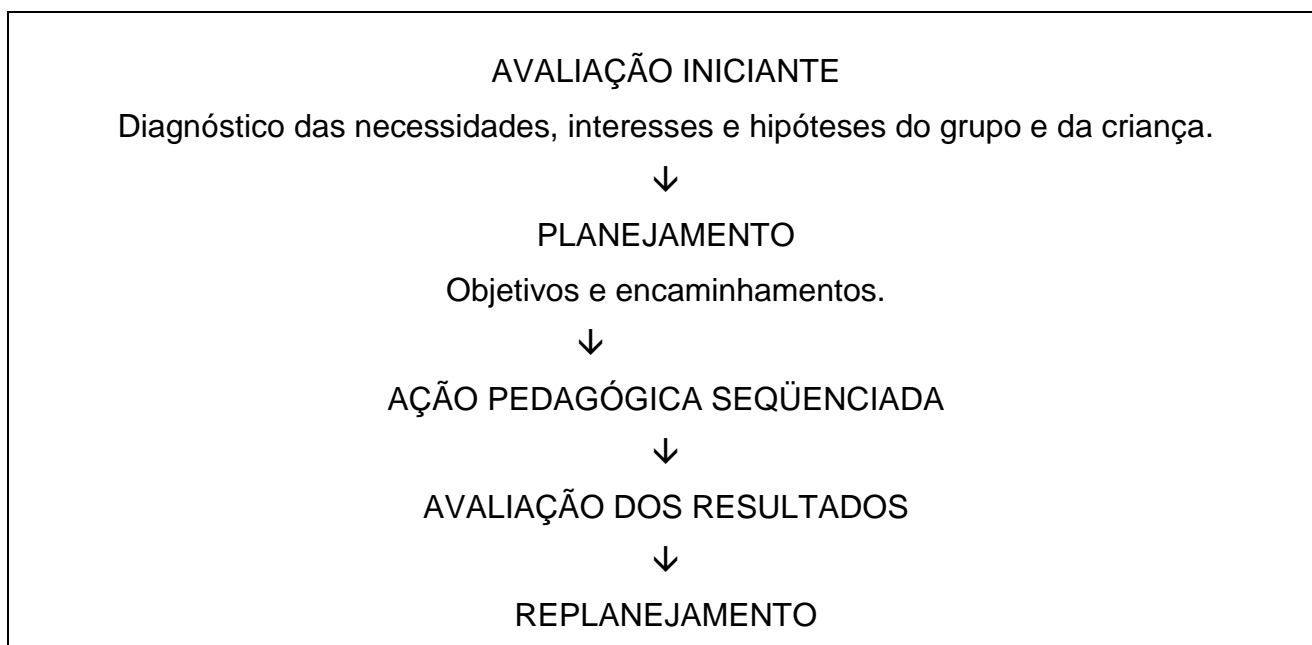 AVALIAÇÃO INICIANTE
Diagnóstico das necessidades, interesses e hipóteses do grupo e da criança.
↓
PLANEJAMENTO
Objetivos e encaminhamentos.
↓
AÇÃO PEDAGÓGICA SEQÜENCIADA
↓
AVALIAÇÃO DOS RESULTADOS
↓
REPLANEJAMENTO